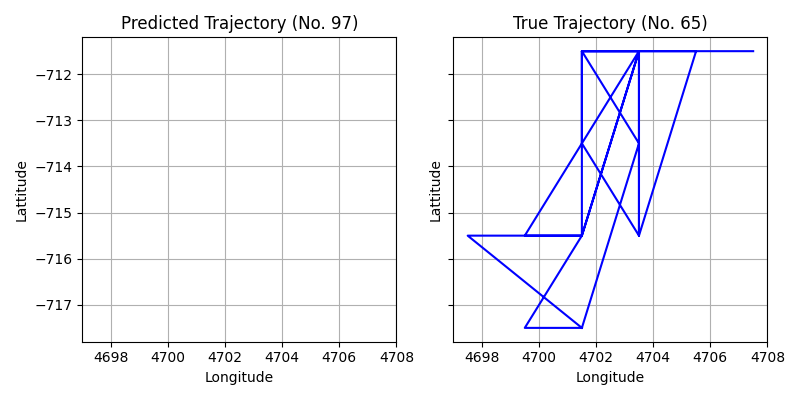 Predicted Trajectory (No. 97)
True Trajectory (No. 65)
Lattitude
−712
−713
−714
−715
−716
−717
4698 4700 4702 4704 4706 4708
Longitude
Lattitude
4698 4700 4702 4704 4706 4708
Longitude